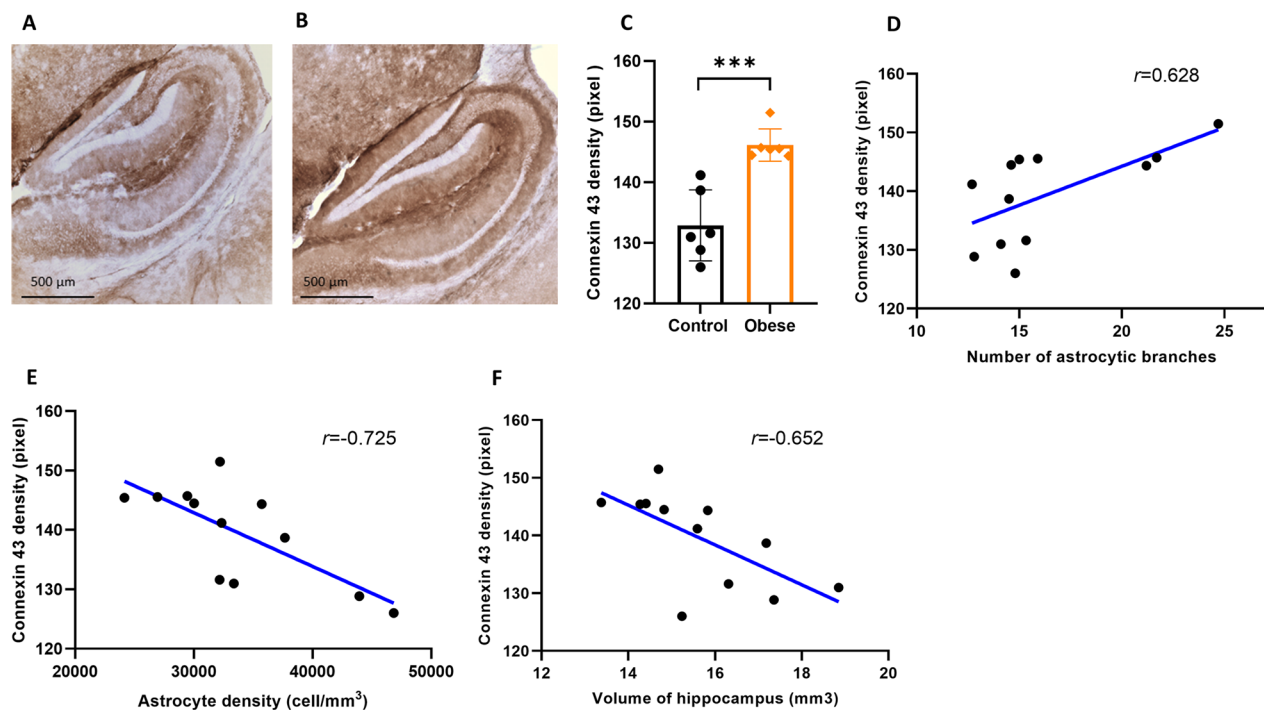 A
B
C
D
500 µm
500 µm
Connexin 43 density (pixel )
160
150
140
130
120
***
Control
Obese
Connexin 43 density (pixel)
160
150
140
130
120
r=0.628
10
15
20
25
Number of astrocytic branches
E
F
Connexin 43 density (pixel)
160
150
140
130
120
r=-0.725
20000
30000
40000
50000
Astrocyte density (cell/mm³)
Connexin 43 density (pixel)
160
150
140
130
120
r=-0.652
12
14
16
18
20
Volume of hippocampus (mm3)